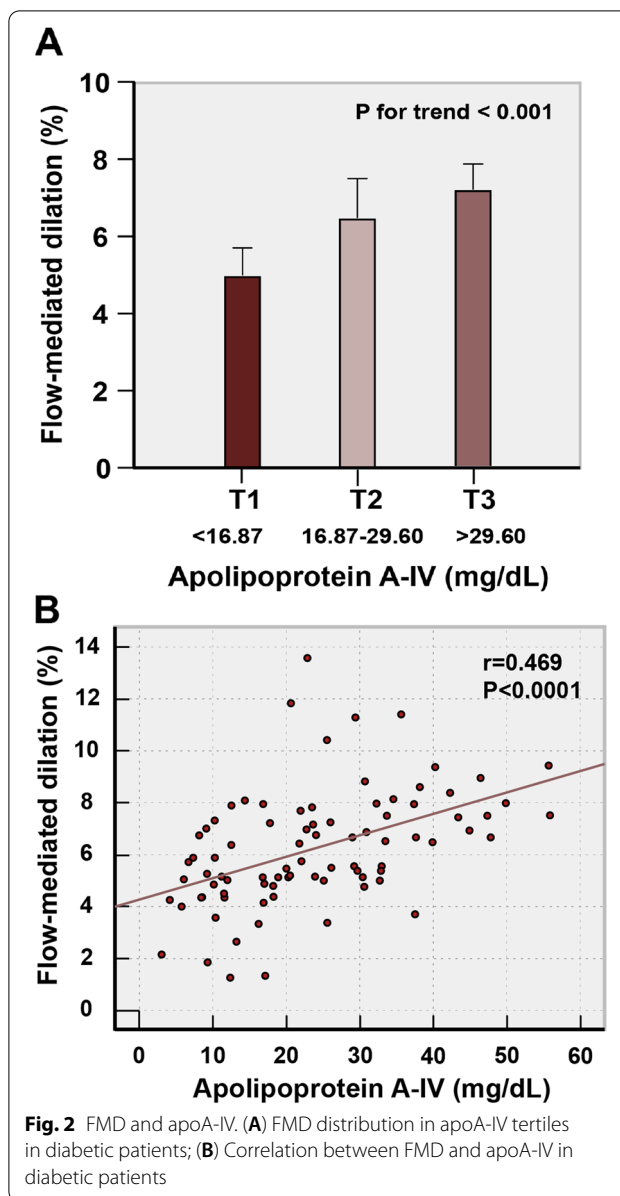 A
Flow-mediated dilation (%)
10
8
6
4
2
0
P for trend < 0.001
T1 T2 T3
<16.87 16.87-29.60 >29.60
Apolipoprotein A-IV (mg/dL)
B
Flow-mediated dilation (%)
14
12
10
8
6
4
2
0
r=0.469
P<0.0001
0 10 20 30 40 50 60
Apolipoprotein A-IV (mg/dL)
Fig. 2 FMD and apoA-IV. (A) FMD distribution in apoA-IV tertiles
in diabetic patients; (B) Correlation between FMD and apoA-IV in
diabetic patients